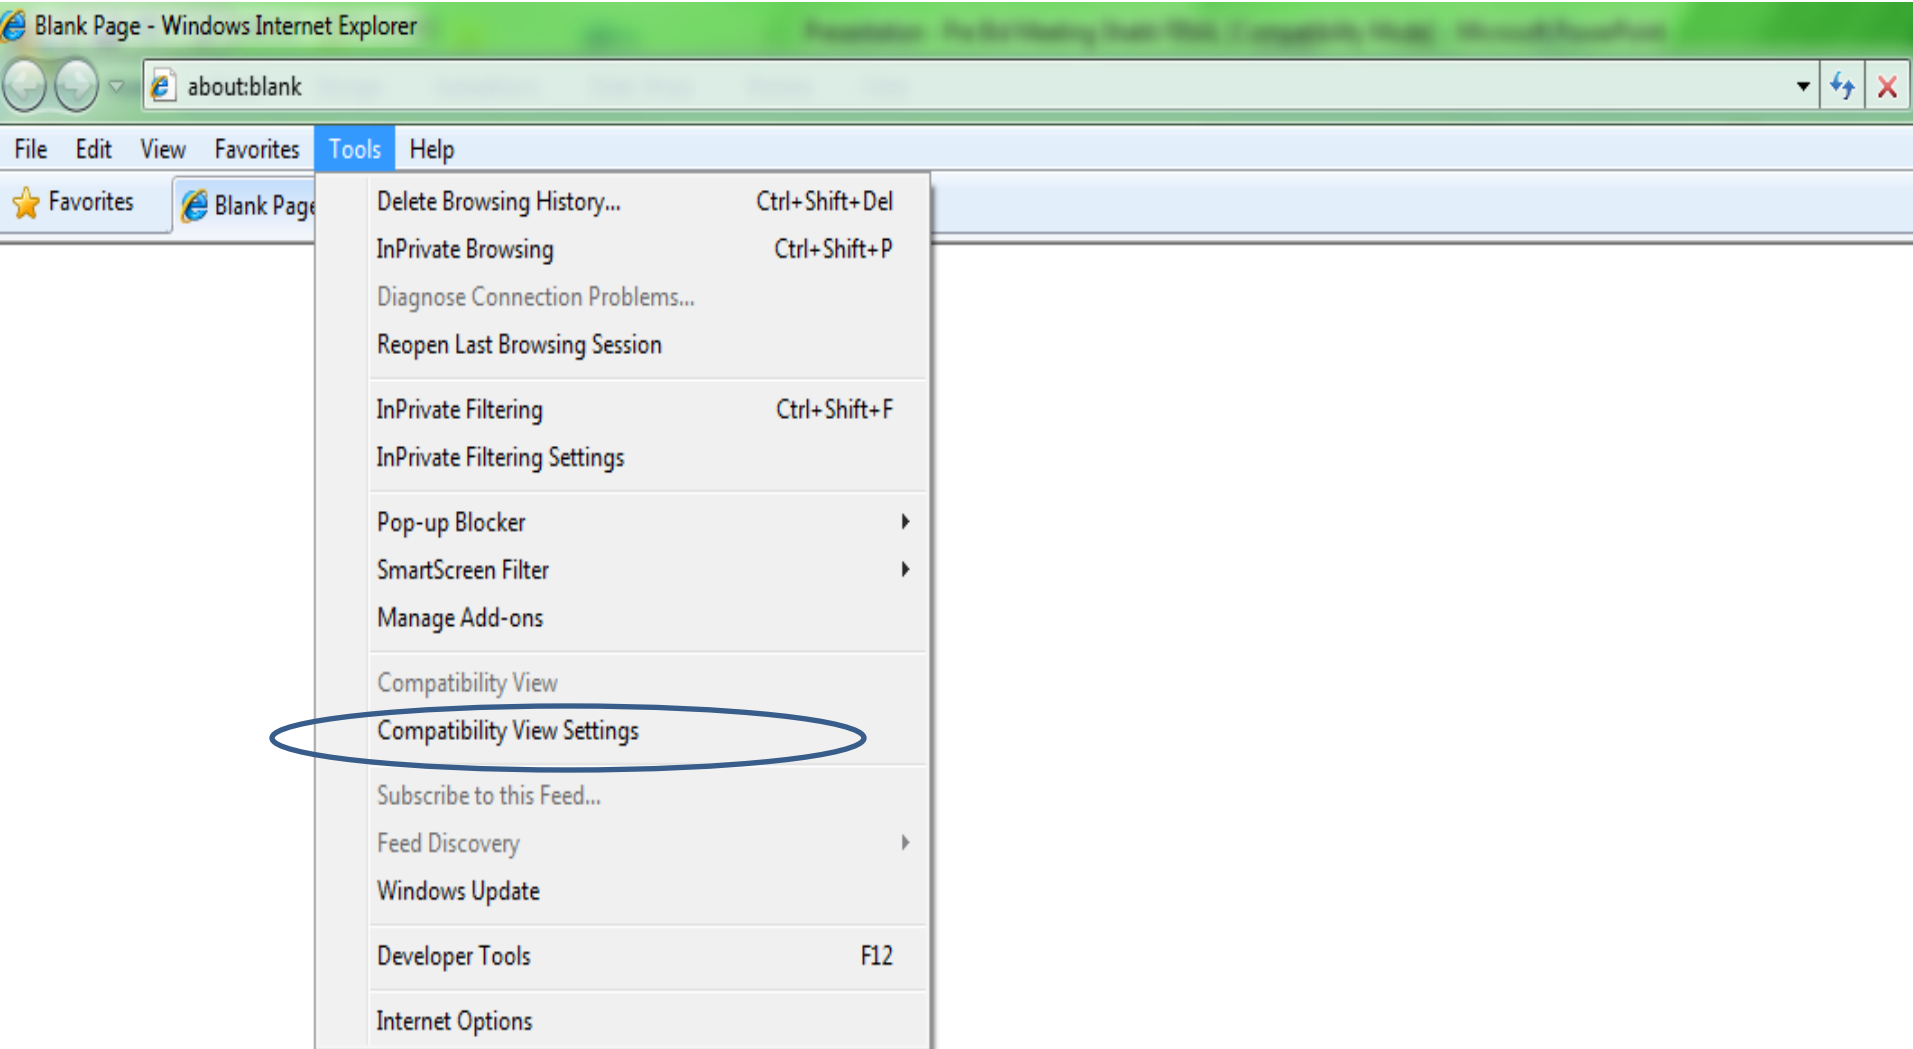 Blank Page - Windows Internet Explorer
about:blank
File Edit View Favorites Tools Help
Favorites Blank Page
Delete Browsing History... Ctrl+Shift+Del
InPrivate Browsing Ctrl+Shift+P
Diagnose Connection Problems...
Reopen Last Browsing Session
InPrivate Filtering Ctrl+Shift+F
InPrivate Filtering Settings
Pop-up Blocker
SmartScreen Filter
Manage Add-ons
Compatibility View
Compatibility View Settings
Subscribe to this Feed...
Feed Discovery
Windows Update
Developer Tools F12
Internet Options